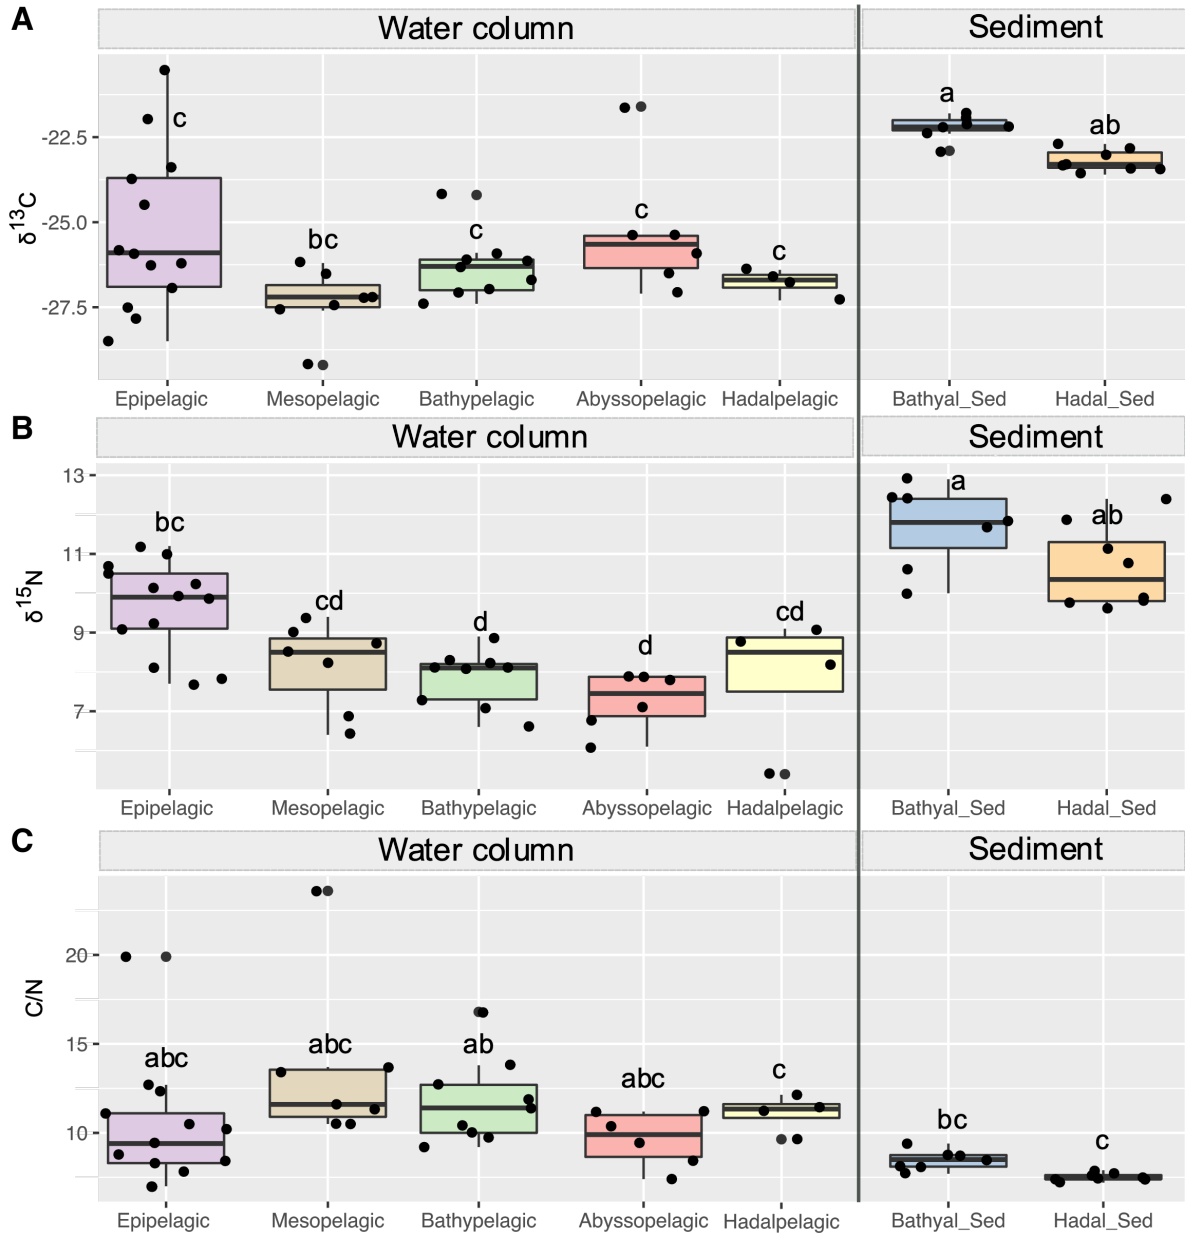 A
Water column
Sediment
δ13C
-22.5
-25.0
-27.5
c
bc
c
c
c
a
ab
Epipelagic
Mesopelagic
Bathypelagic
Abyssopelagic
Hadalpelagic
Bathyal_Sed
Hadal_Sed
B
Water column
Sediment
δ15N
13
11
9
7
bc
cd
d
d
cd
a
ab
Epipelagic
Mesopelagic
Bathypelagic
Abyssopelagic
Hadalpelagic
Bathyal_Sed
Hadal_Sed
C
Water column
Sediment
C/N
20
15
10
abc
abc
ab
abc
c
bc
c
Epipelagic
Mesopelagic
Bathypelagic
Abyssopelagic
Hadalpelagic
Bathyal_Sed
Hadal_Sed